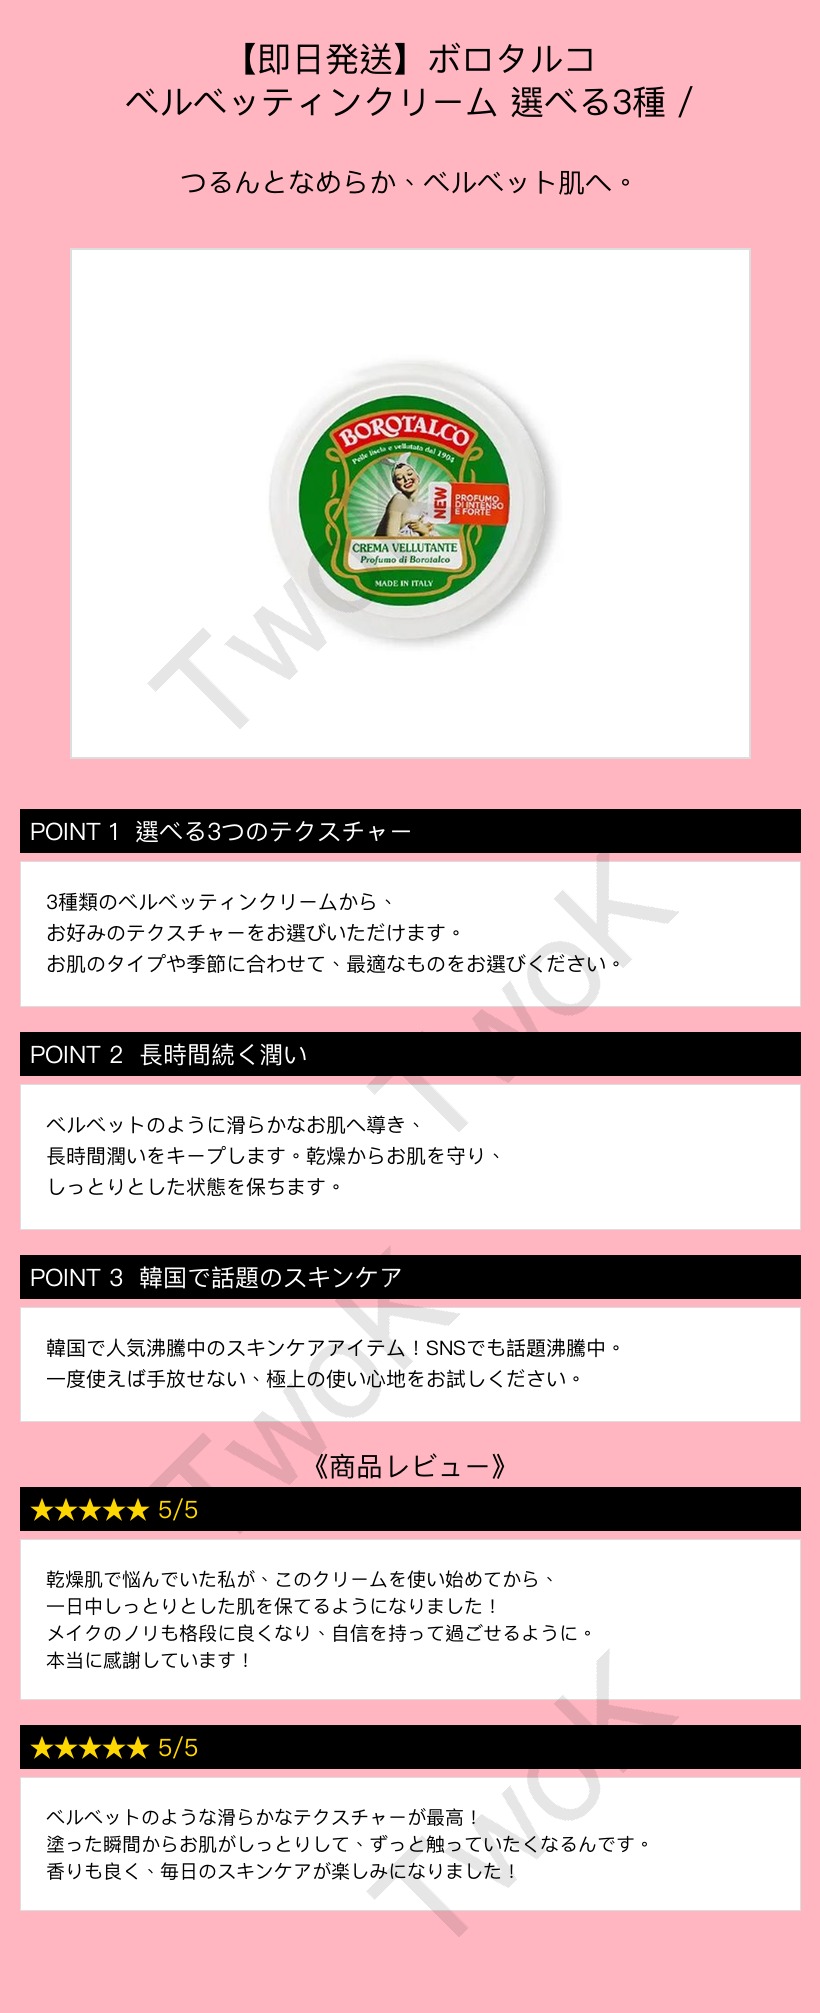 【即日発送】ボロタルコ
ベルベッティンクリーム 選べる3種 /
つるんとなめらか、ベルベット肌へ。
BOROTALCO
Pelle liscia e vellutata dal 1904
NEW
PROFUMO
DI INTENSO
E FORTE
CREMA VELLUTANTE
Profumo di Borotalco
MADE IN ITALY
TwoK
POINT 1 選べる3つのテクスチャー
3種類のベルベッティンクリームから、
お好みのテクスチャーをお選びいただけます。
お肌のタイプや季節に合わせて、最適なものをお選びください。
TwoK
POINT 2 長時間続く潤い
ベルベットのように滑らかなお肌へ導き、
長時間潤いをキープします。乾燥からお肌を守り、
しっとりとした状態を保ちます。
POINT 3 韓国で話題のスキンケア
韓国で人気沸騰中のスキンケアアイテム！SNSでも話題沸騰中。
一度使えば手放せない、極上の使い心地をお試しください。
TwoK
《商品レビュー》
★★★★★ 5/5
乾燥肌で悩んでいた私が、このクリームを使い始めてから、
一日中しっとりとした肌を保てるようになりました！
メイクのノリも格段に良くなり、自信を持って過ごせるように。
本当に感謝しています！
★★★★★ 5/5
ベルベットのような滑らかなテクスチャーが最高！
塗った瞬間からお肌がしっとりして、ずっと触っていたくなるんです。
香りも良く、毎日のスキンケアが楽しみになりました！
TwoK